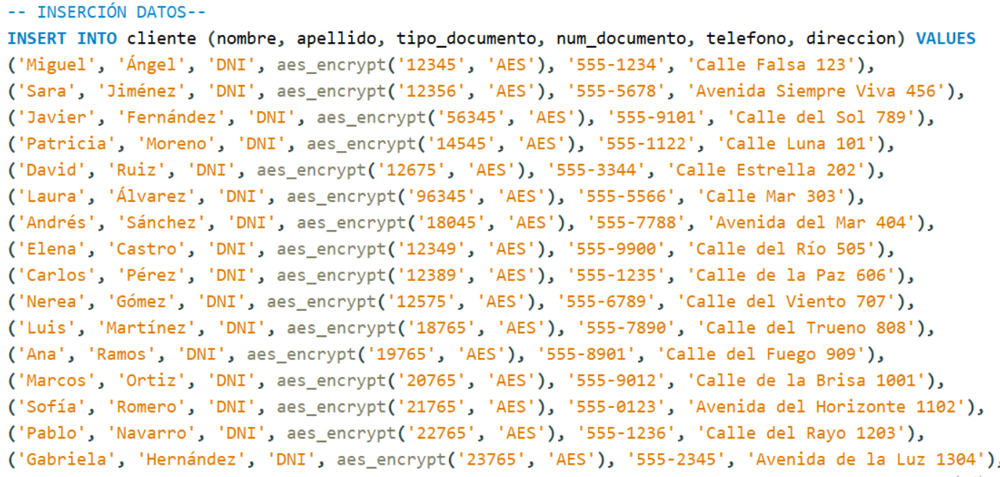 -- INSERCIÓN DATOS--
INSERT INTO cliente (nombre, apellido, tipo_documento, num_documento, telefono, direccion) VALUES
('Miguel', 'Ángel', 'DNI', aes_encrypt('12345', 'AES'), '555-1234', 'Calle Falsa 123'),
('Sara', 'Jiménez', 'DNI', aes_encrypt('12356', 'AES'), '555-5678', 'Avenida Siempre Viva 456'),
('Javier', 'Fernández', 'DNI', aes_encrypt('56345', 'AES'), '555-9101', 'Calle del Sol 789'),
('Patricia', 'Moreno', 'DNI', aes_encrypt('14545', 'AES'), '555-1122', 'Calle Luna 101'),
('David', 'Ruiz', 'DNI', aes_encrypt('12675', 'AES'), '555-3344', 'Calle Estrella 202'),
('Laura', 'Álvarez', 'DNI', aes_encrypt('96345', 'AES'), '555-5566', 'Calle Mar 303'),
('Andrés', 'Sánchez', 'DNI', aes_encrypt('18045', 'AES'), '555-7788', 'Avenida del Mar 404'),
('Elena', 'Castro', 'DNI', aes_encrypt('12349', 'AES'), '555-9900', 'Calle del Río 505'),
('Carlos', 'Pérez', 'DNI', aes_encrypt('12389', 'AES'), '555-1235', 'Calle de la Paz 606'),
('Nerea', 'Gómez', 'DNI', aes_encrypt('12575', 'AES'), '555-6789', 'Calle del Viento 707'),
('Luis', 'Martínez', 'DNI', aes_encrypt('18765', 'AES'), '555-7890', 'Calle del Trueno 808'),
('Ana', 'Ramos', 'DNI', aes_encrypt('19765', 'AES'), '555-8901', 'Calle del Fuego 909'),
('Marcos', 'Ortiz', 'DNI', aes_encrypt('20765', 'AES'), '555-9012', 'Calle de la Brisa 1001'),
('Sofía', 'Romero', 'DNI', aes_encrypt('21765', 'AES'), '555-0123', 'Avenida del Horizonte 1102'),
('Pablo', 'Navarro', 'DNI', aes_encrypt('22765', 'AES'), '555-1236', 'Calle del Rayo 1203'),
('Gabriela', 'Hernández', 'DNI', aes_encrypt('23765', 'AES'), '555-2345', 'Avenida de la Luz 1304'),